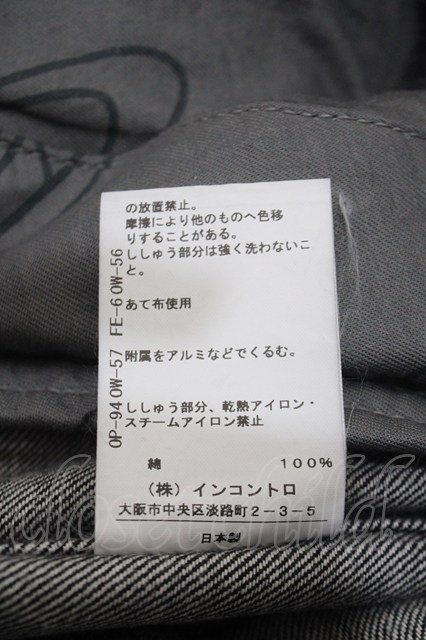 の放置禁止。
摩擦により他のものへ色移
りすることがある。
ししゅう部分は強く洗わないこ
と。
あて布使用
附属をアルミなどでくるむ。
ししゅう部分、乾熱アイロン・
スチームアイロン禁止
綿 100%
(株)インコントロ
大阪市中央区淡路町2-3-5
日本製
OP-940W-57 FE-60W-56
closet child